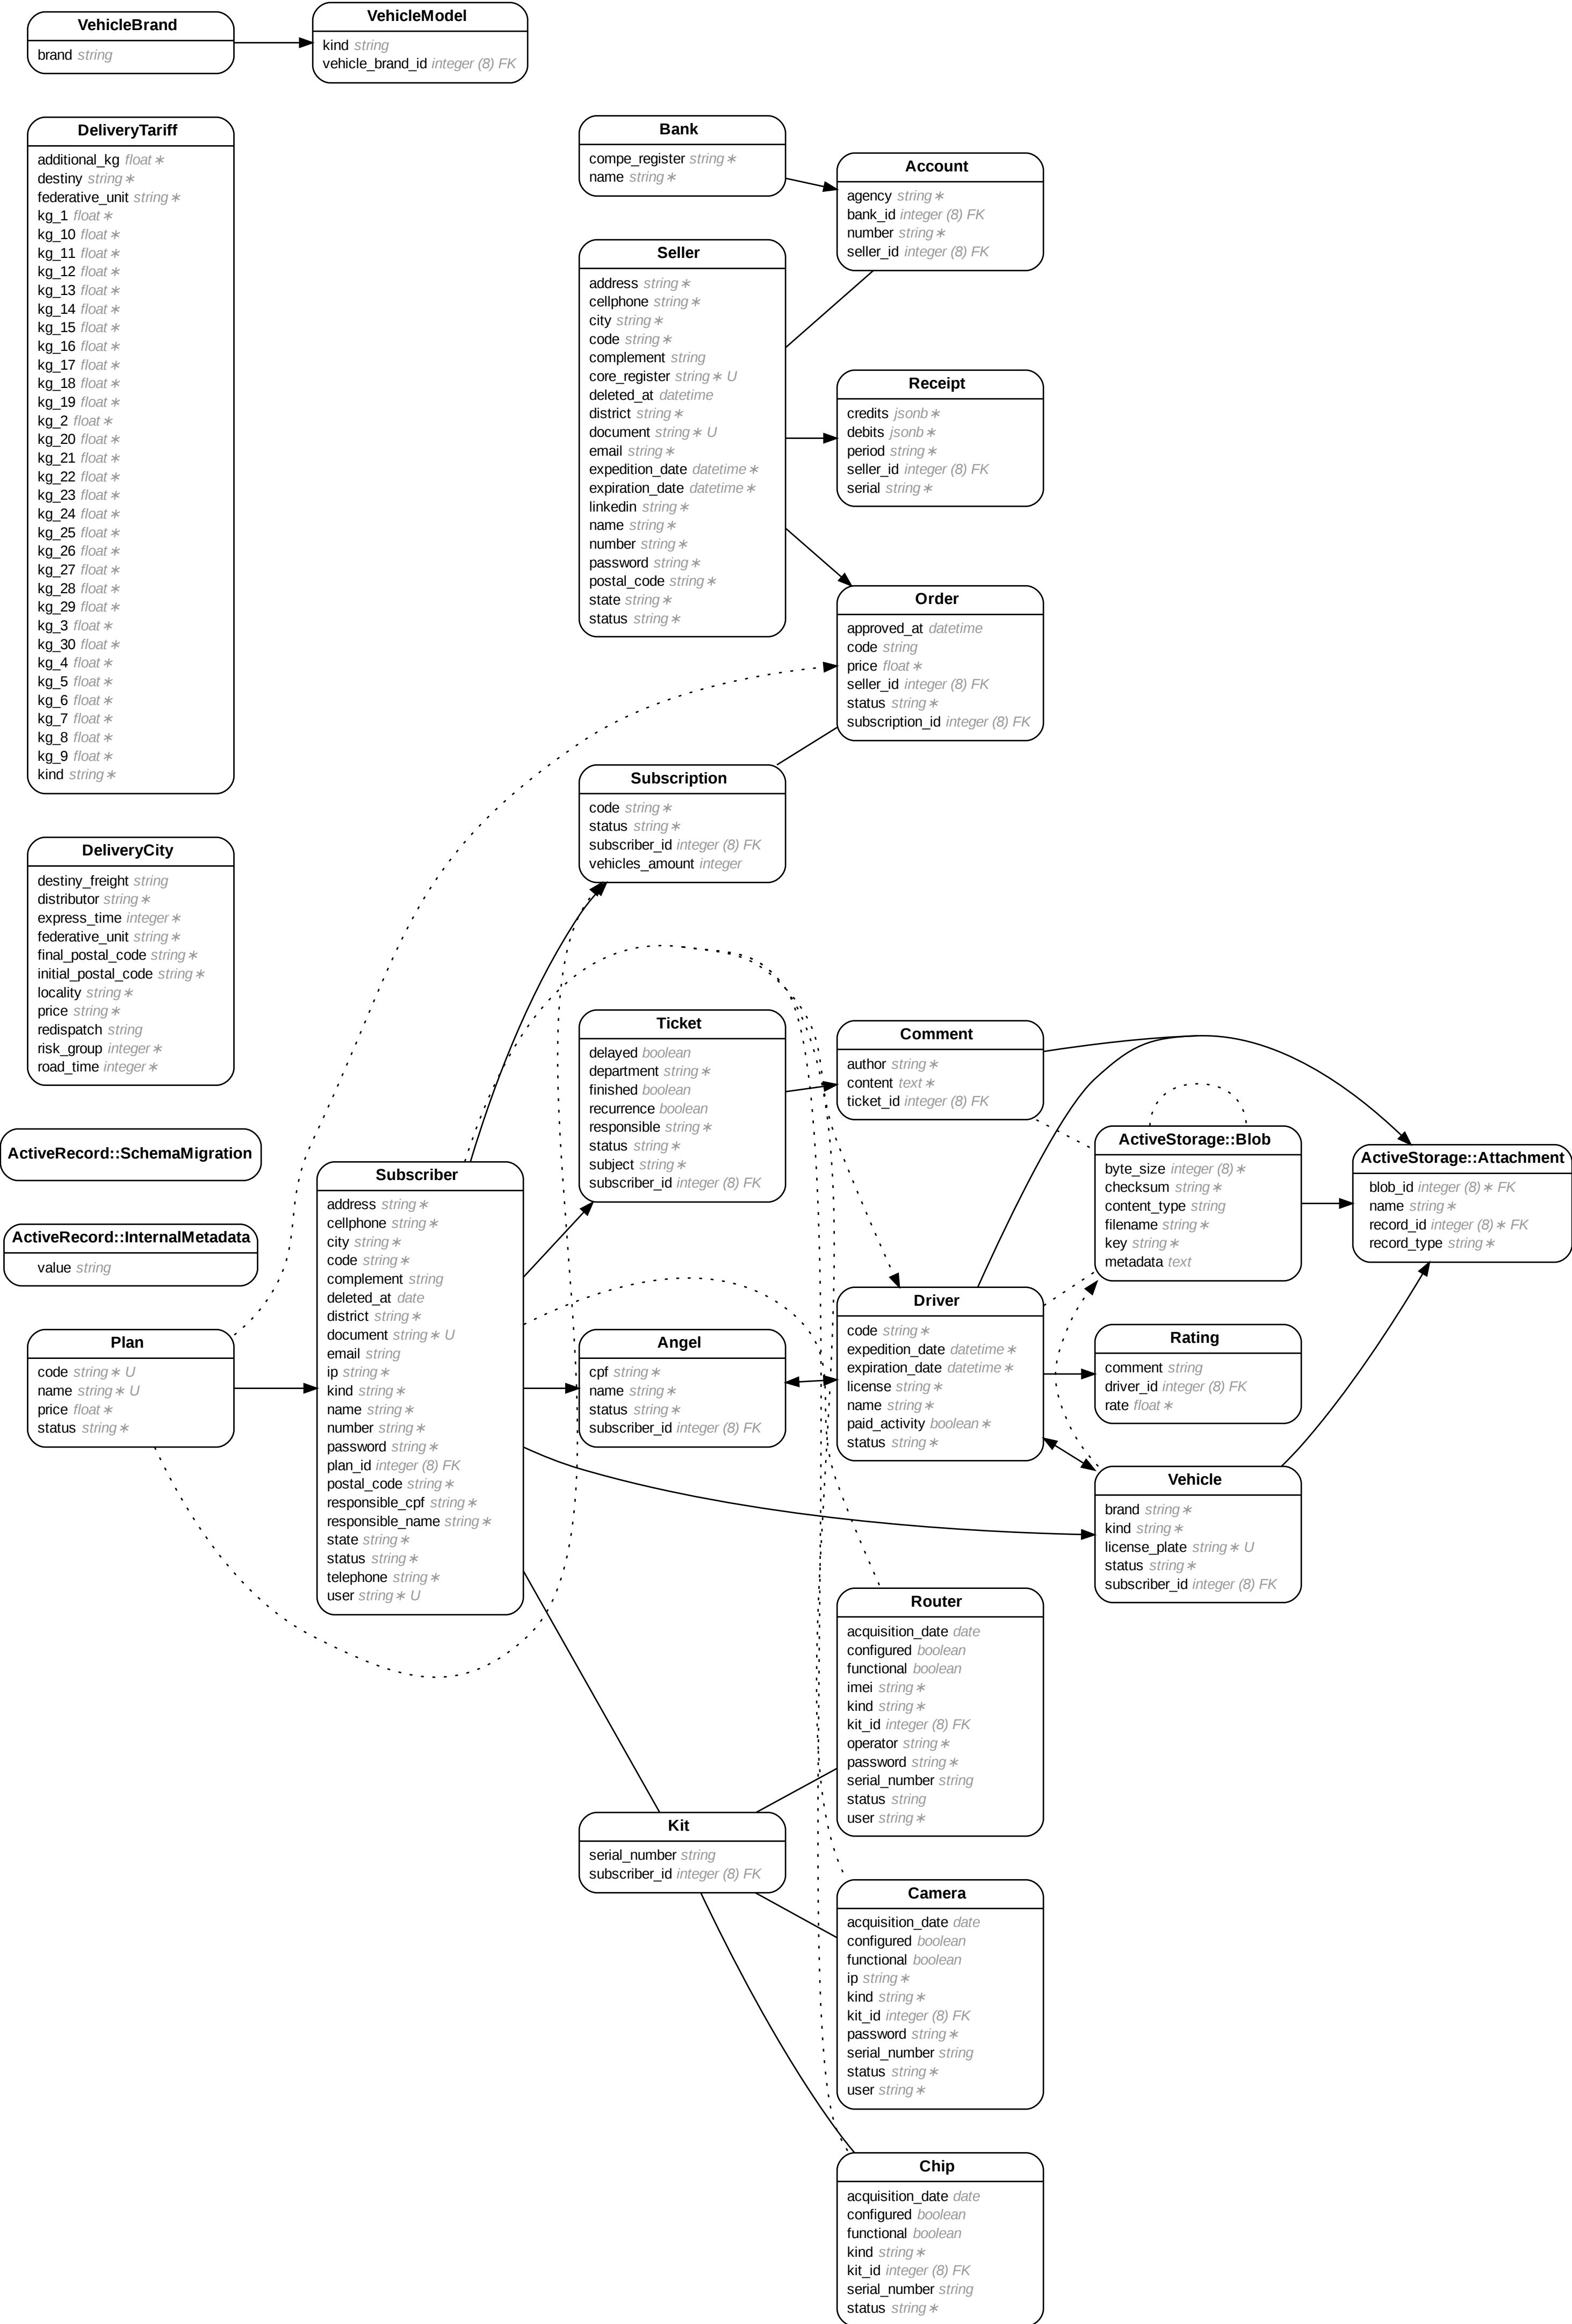 VehicleBrand
brand string
VehicleModel
kind string
vehicle_brand_id integer (8) FK
DeliveryTariff
additional_kg float ∗
destiny string ∗
federative_unit string ∗
kg_1 float ∗
kg_10 float ∗
kg_11 float ∗
kg_12 float ∗
kg_13 float ∗
kg_14 float ∗
kg_15 float ∗
kg_16 float ∗
kg_17 float ∗
kg_18 float ∗
kg_19 float ∗
kg_2 float ∗
kg_20 float ∗
kg_21 float ∗
kg_22 float ∗
kg_23 float ∗
kg_24 float ∗
kg_25 float ∗
kg_26 float ∗
kg_27 float ∗
kg_28 float ∗
kg_29 float ∗
kg_3 float ∗
kg_30 float ∗
kg_4 float ∗
kg_5 float ∗
kg_6 float ∗
kg_7 float ∗
kg_8 float ∗
kg_9 float ∗
kind string ∗
DeliveryCity
destiny_freight string
distributor string ∗
express_time integer ∗
federative_unit string ∗
final_postal_code string ∗
initial_postal_code string ∗
locality string ∗
price string ∗
redispatch string
risk_group integer ∗
road_time integer ∗
ActiveRecord::SchemaMigration
ActiveRecord::InternalMetadata
value string
Plan
code string ∗ U
name string ∗ U
price float ∗
status string ∗
Subscriber
address string ∗
cellphone string ∗
city string ∗
code string ∗
complement string
deleted_at date
district string ∗
document string ∗ U
email string
ip string ∗
kind string ∗
name string ∗
number string ∗
password string ∗
plan_id integer (8) FK
postal_code string ∗
responsible_cpf string ∗
responsible_name string ∗
state string ∗
status string ∗
telephone string ∗
user string ∗ U
Bank
compe_register string ∗
name string ∗
Seller
address string ∗
cellphone string ∗
city string ∗
code string ∗
complement string
core_register string ∗ U
deleted_at datetime
district string ∗
document string ∗ U
email string ∗
expedition_date datetime ∗
expiration_date datetime ∗
linkedin string ∗
name string ∗
number string ∗
password string ∗
postal_code string ∗
state string ∗
status string ∗
Subscription
code string ∗
status string ∗
subscriber_id integer (8) FK
vehicles_amount integer
Ticket
delayed boolean
department string ∗
finished boolean
recurrence boolean
responsible string ∗
status string ∗
subject string ∗
subscriber_id integer (8) FK
Angel
cpf string ∗
name string ∗
status string ∗
subscriber_id integer (8) FK
Kit
serial_number string
subscriber_id integer (8) FK
Account
agency string ∗
bank_id integer (8) FK
number string ∗
seller_id integer (8) FK
Receipt
credits jsonb ∗
debits jsonb ∗
period string ∗
seller_id integer (8) FK
serial string ∗
Order
approved_at datetime
code string
price float ∗
seller_id integer (8) FK
status string ∗
subscription_id integer (8) FK
Comment
author string ∗
content text ∗
ticket_id integer (8) FK
Driver
code string ∗
expedition_date datetime ∗
expiration_date datetime ∗
license string ∗
name string ∗
paid_activity boolean ∗
status string ∗
Router
acquisition_date date
configured boolean
functional boolean
imei string ∗
kind string ∗
kit_id integer (8) FK
operator string ∗
password string ∗
serial_number string
status string
user string ∗
Camera
acquisition_date date
configured boolean
functional boolean
ip string ∗
kind string ∗
kit_id integer (8) FK
password string ∗
serial_number string
status string ∗
user string ∗
Chip
acquisition_date date
configured boolean
functional boolean
kind string ∗
kit_id integer (8) FK
serial_number string
status string ∗
ActiveStorage::Blob
byte_size integer (8) ∗
checksum string ∗
content_type string
filename string ∗
key string ∗
metadata text
Rating
comment string
driver_id integer (8) FK
rate float ∗
Vehicle
brand string ∗
kind string ∗
license_plate string ∗ U
status string ∗
subscriber_id integer (8) FK
ActiveStorage::Attachment
blob_id integer (8) ∗ FK
name string ∗
record_id integer (8) ∗ FK
record_type string ∗